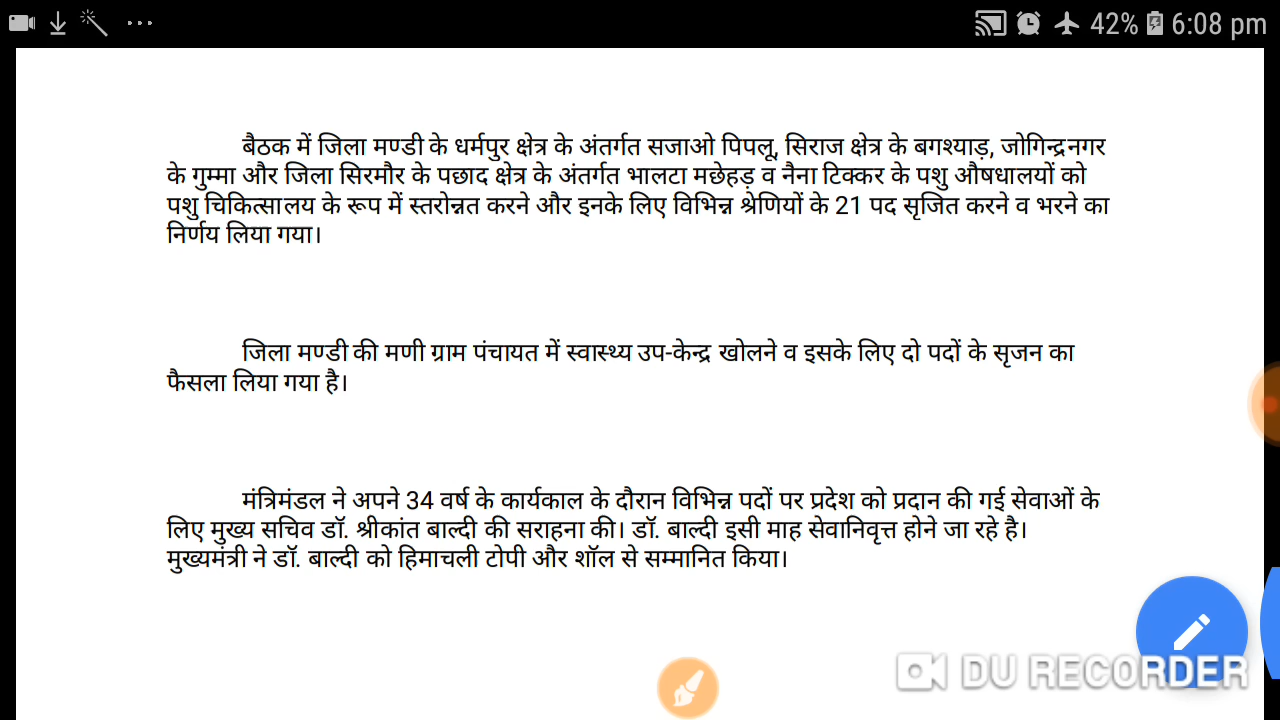 42% 6:08 pm
बैठक में जिला मण्डी के धर्मपुर क्षेत्र के अंतर्गत सजाओ पिपलू, सिराज क्षेत्र के बगश्याड़, जोगिन्द्रनगर
के गुम्मा और जिला सिरमौर के पछाद क्षेत्र के अंतर्गत भालटा मछेहड़ व नैना टिक्कर के पशु औषधालयों को
पशु चिकित्सालय के रूप में स्तरोन्नत करने और इनके लिए विभिन्न श्रेणियों के 21 पद सृजित करने व भरने का
निर्णय लिया गया।
जिला मण्डी की मणी ग्राम पंचायत में स्वास्थ्य उप-केन्द्र खोलने व इसके लिए दो पदों के सृजन का
फैसला लिया गया है।
मंत्रिमंडल ने अपने 34 वर्ष के कार्यकाल के दौरान विभिन्न पदों पर प्रदेश को प्रदान की गई सेवाओं के
लिए मुख्य सचिव डॉ. श्रीकांत बाल्दी की सराहना की। डॉ. बाल्दी इसी माह सेवानिवृत्त होने जा रहे है।
मुख्यमंत्री ने डॉ. बाल्दी को हिमाचली टोपी और शॉल से सम्मानित किया।
DU RECORDER